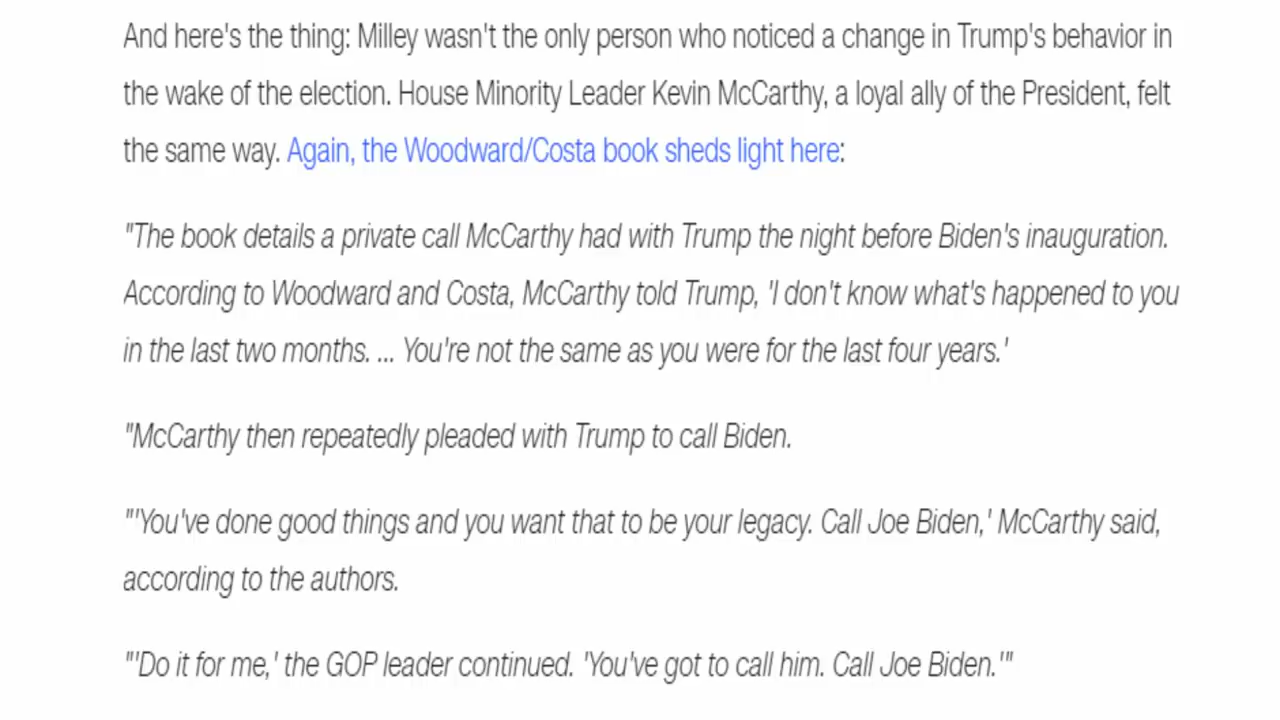 And here's the thing: Milley wasn't the only person who noticed a change in Trump's behavior in
the wake of the election. House Minority Leader Kevin McCarthy, a loyal ally of the President, felt
the same way. Again, the Woodward/Costa book sheds light here:
"The book details a private call McCarthy had with Trump the night before Biden's inauguration.
According to Woodward and Costa, McCarthy told Trump, 'I don't know what's happened to you
in the last two months. ... You're not the same as you were for the last four years.'
"McCarthy then repeatedly pleaded with Trump to call Biden.
"'You've done good things and you want that to be your legacy. Call Joe Biden,' McCarthy said,
according to the authors.
"'Do it for me,' the GOP leader continued. 'You've got to call him. Call Joe Biden.'"